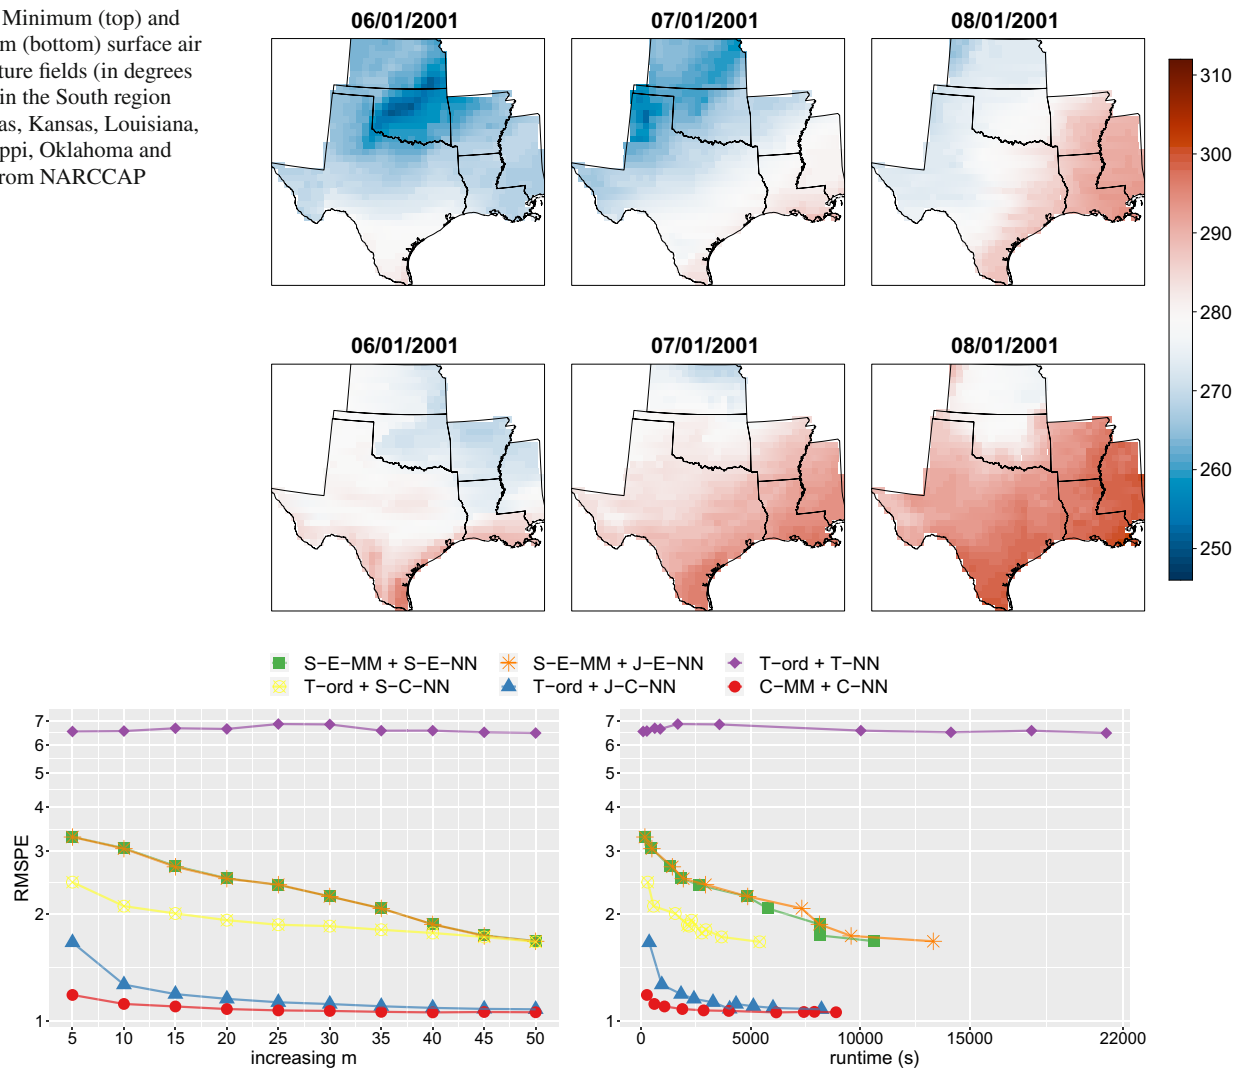 Minimum (top) and
m (bottom) surface air
ture fields (in degrees
in the South region
as, Kansas, Louisiana,
ppi, Oklahoma and
rom NARCCAP
06/01/2001 07/01/2001 08/01/2001
310
300
290
280
270
260
250
06/01/2001 07/01/2001 08/01/2001
S−E−MM + S−E−NN S−E−MM + J−E−NN T−ord + T−NN
T−ord + S−C−NN T−ord + J−C−NN C−MM + C−NN
RMSPE
7
6
5
4
3
2
1
5 10 15 20 25 30 35 40 45 50
increasing m
7
6
5
4
3
2
1
0 5000 10000 15000 22000
runtime (s)